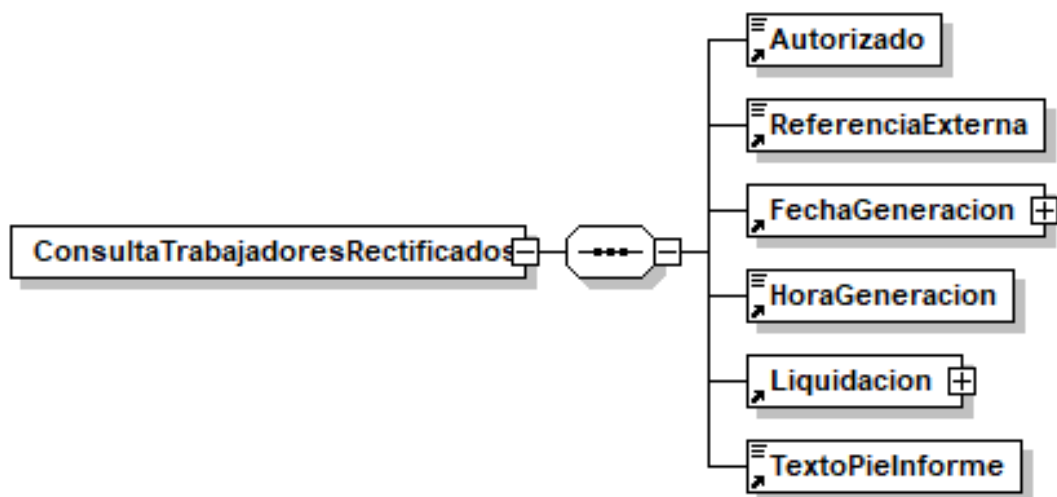 Autorizado
ReferenciaExterna
FechaGeneracion
ConsultaTrabajadoresRectificados
HoraGeneracion
Liquidacion
TextoPieInforme